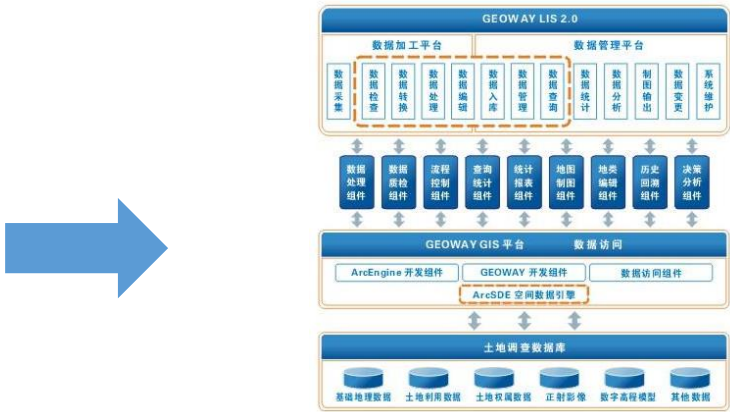 GEOWAY LIS 2.0
数据加工平台
数据管理平台
数据采集
数据检查
数据转换
数据处理
数据编辑
数据入库
数据管理
数据查询
数据统计
数据分析
制图输出
数据变更
系统维护
数据处理组件
数据质检组件
流程控制组件
查询统计组件
统计报表组件
地图制图组件
地类编辑组件
历史回溯组件
决策分析组件
GEOWAY GIS 平台 数据访问
ArcEngine 开发组件
GEOWAY 开发组件
数据访问组件
ArcSDE 空间数据引擎
土地调查数据库
基础地理数据
土地利用数据
土地权属数据
正射影像
数字高程模型
其他数据